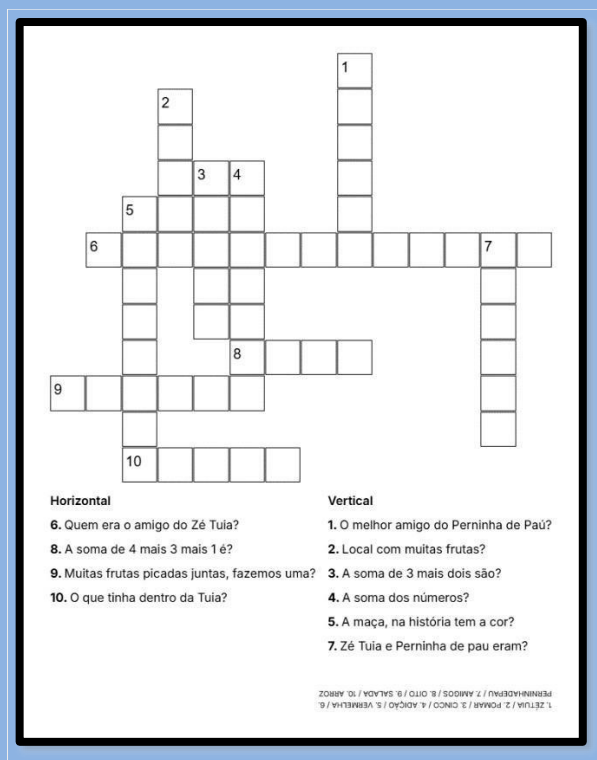 1
2
3 4
5
6 7
8
9
10
Horizontal
6. Quem era o amigo do Zé Tuia?
8. A soma de 4 mais 3 mais 1 é?
9. Muitas frutas picadas juntas, fazemos uma?
10. O que tinha dentro da Tuia?
Vertical
1. O melhor amigo do Perninha de Paú?
2. Local com muitas frutas?
3. A soma de 3 mais dois são?
4. A soma dos números?
5. A maça, na história tem a cor?
7. Zé Tuia e Perninha de pau eram?
1. ZÉTUIA / 2. POMAR / 3. CINCO / 4. ADIÇÃO / 5. VERMELHA / 6.
PERNINHADEPAU / 7. AMIGOS / 8. OITO / 9. SALADA / 10. ARROZ